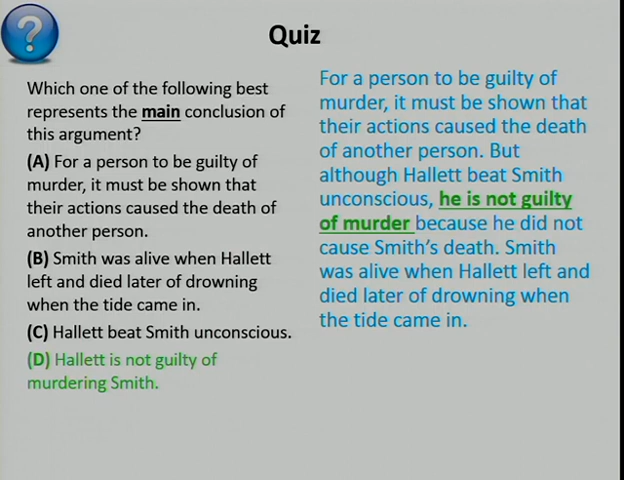 Quiz
Which one of the following best
represents the main conclusion of
this argument?
(A) For a person to be guilty of
murder, it must be shown that
their actions caused the death of
another person.
(B) Smith was alive when Hallett
left and died later of drowning
when the tide came in.
(C) Hallett beat Smith unconscious.
(D) Hallett is not guilty of
murdering Smith.
For a person to be guilty of
murder, it must be shown that
their actions caused the death
of another person. But
although Hallett beat Smith
unconscious, he is not guilty
of murder because he did not
cause Smith's death. Smith
was alive when Hallett left and
died later of drowning when
the tide came in.